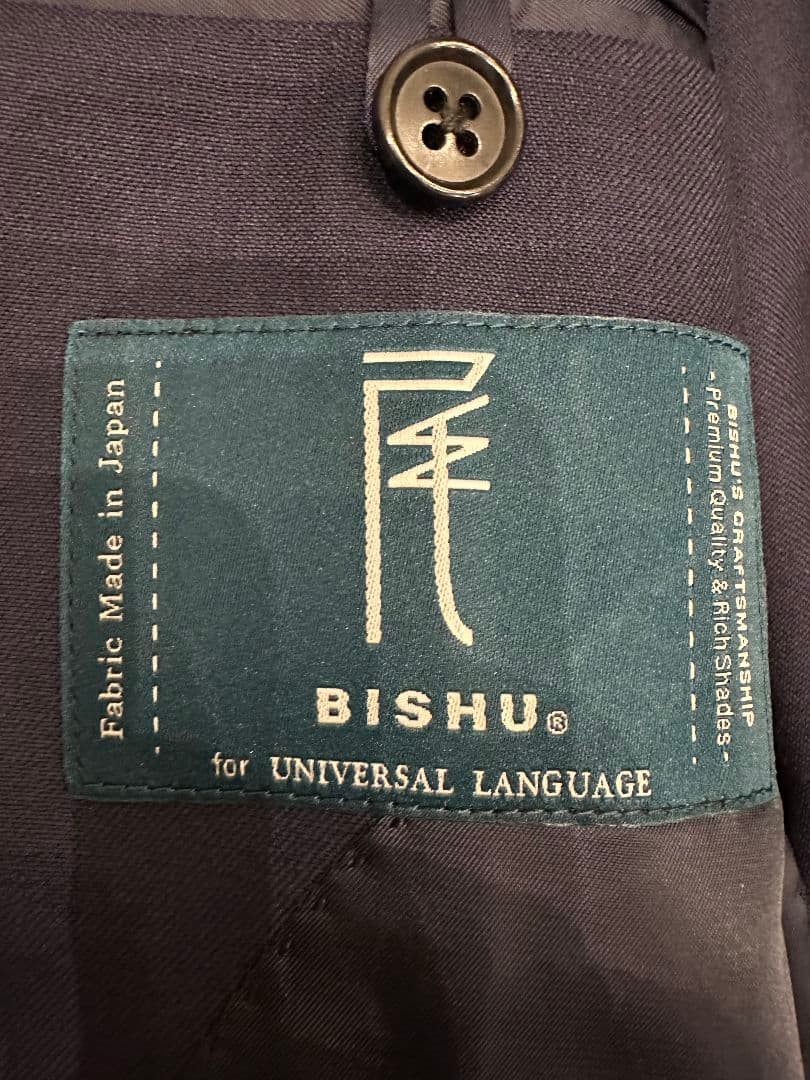 Fabric Made in Japan
尾
BISHU®
for UNIVERSAL LANGUAGE
BISHU'S CRAFTSMANSHIP
- Premium Quality & Rich Shades -